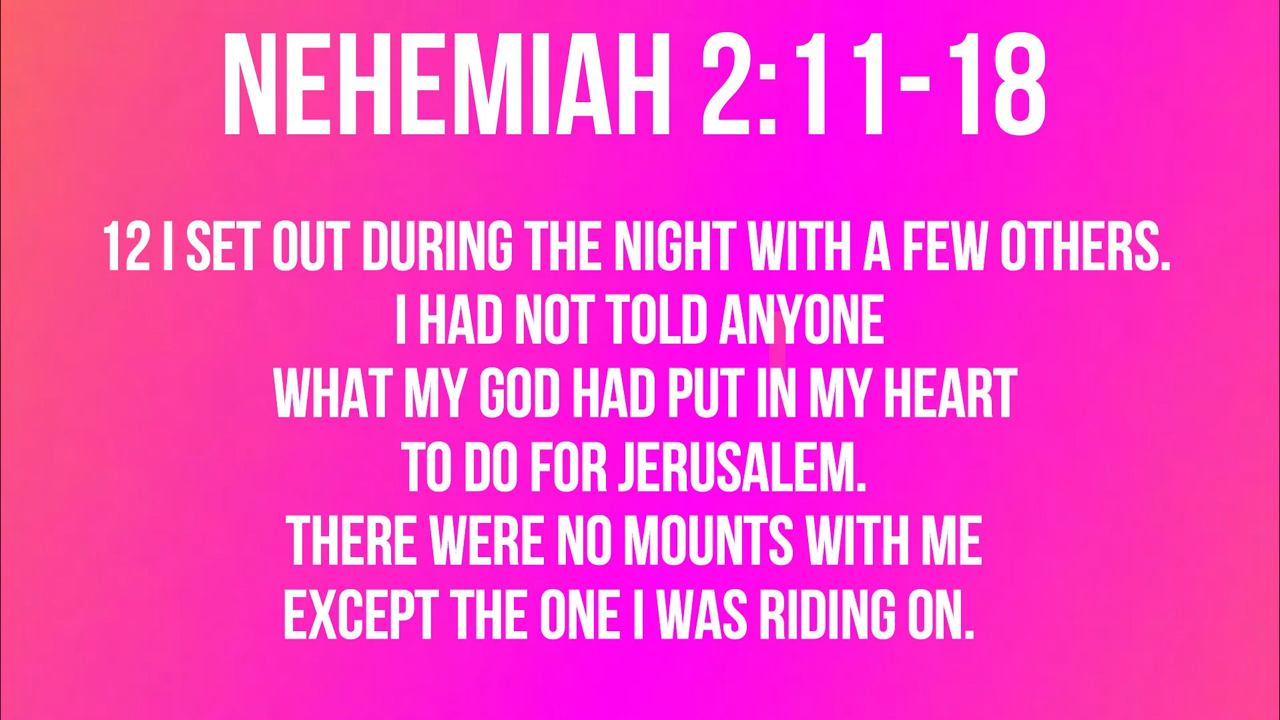 NEHEMIAH 2:11-18
12 I SET OUT DURING THE NIGHT WITH A FEW OTHERS.
I HAD NOT TOLD ANYONE
WHAT MY GOD HAD PUT IN MY HEART
TO DO FOR JERUSALEM.
THERE WERE NO MOUNTS WITH ME
EXCEPT THE ONE I WAS RIDING ON.